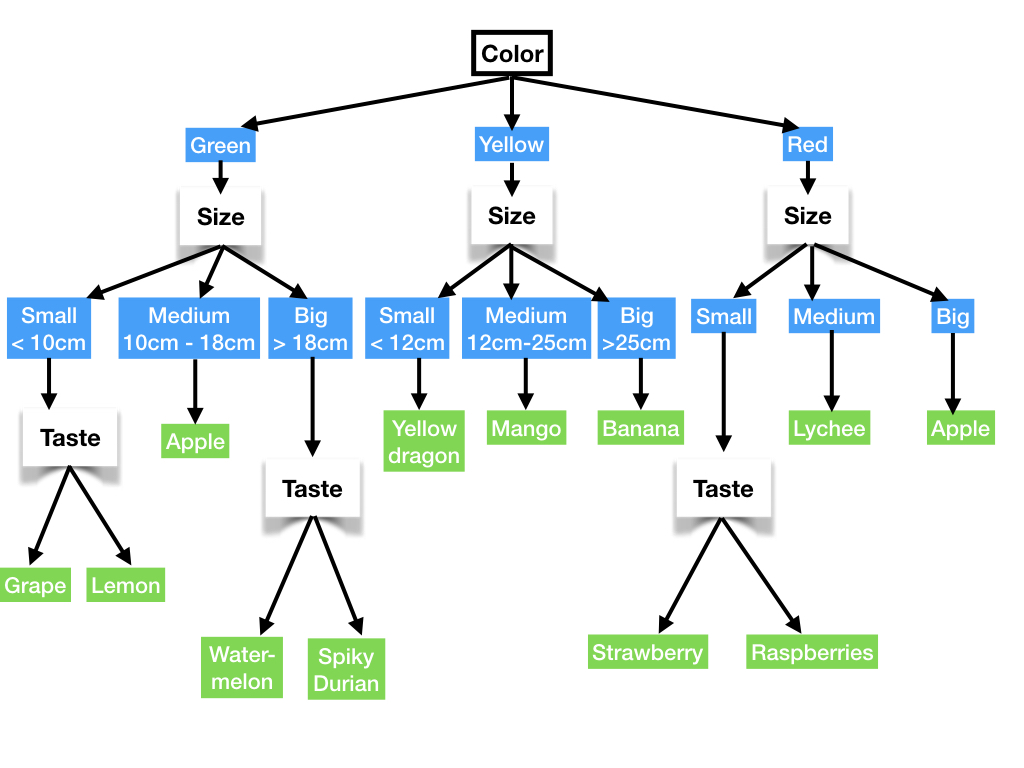 Color
Green
Yellow
Red
Size
Size
Size
Small
< 10cm
Medium
10cm - 18cm
Big
> 18cm
Small
< 12cm
Medium
12cm-25cm
Big
>25cm
Small
Medium
Big
Taste
Apple
Yellow
dragon
Mango
Banana
Lychee
Apple
Taste
Taste
Grape
Lemon
Water-
melon
Spiky
Durian
Strawberry
Raspberries